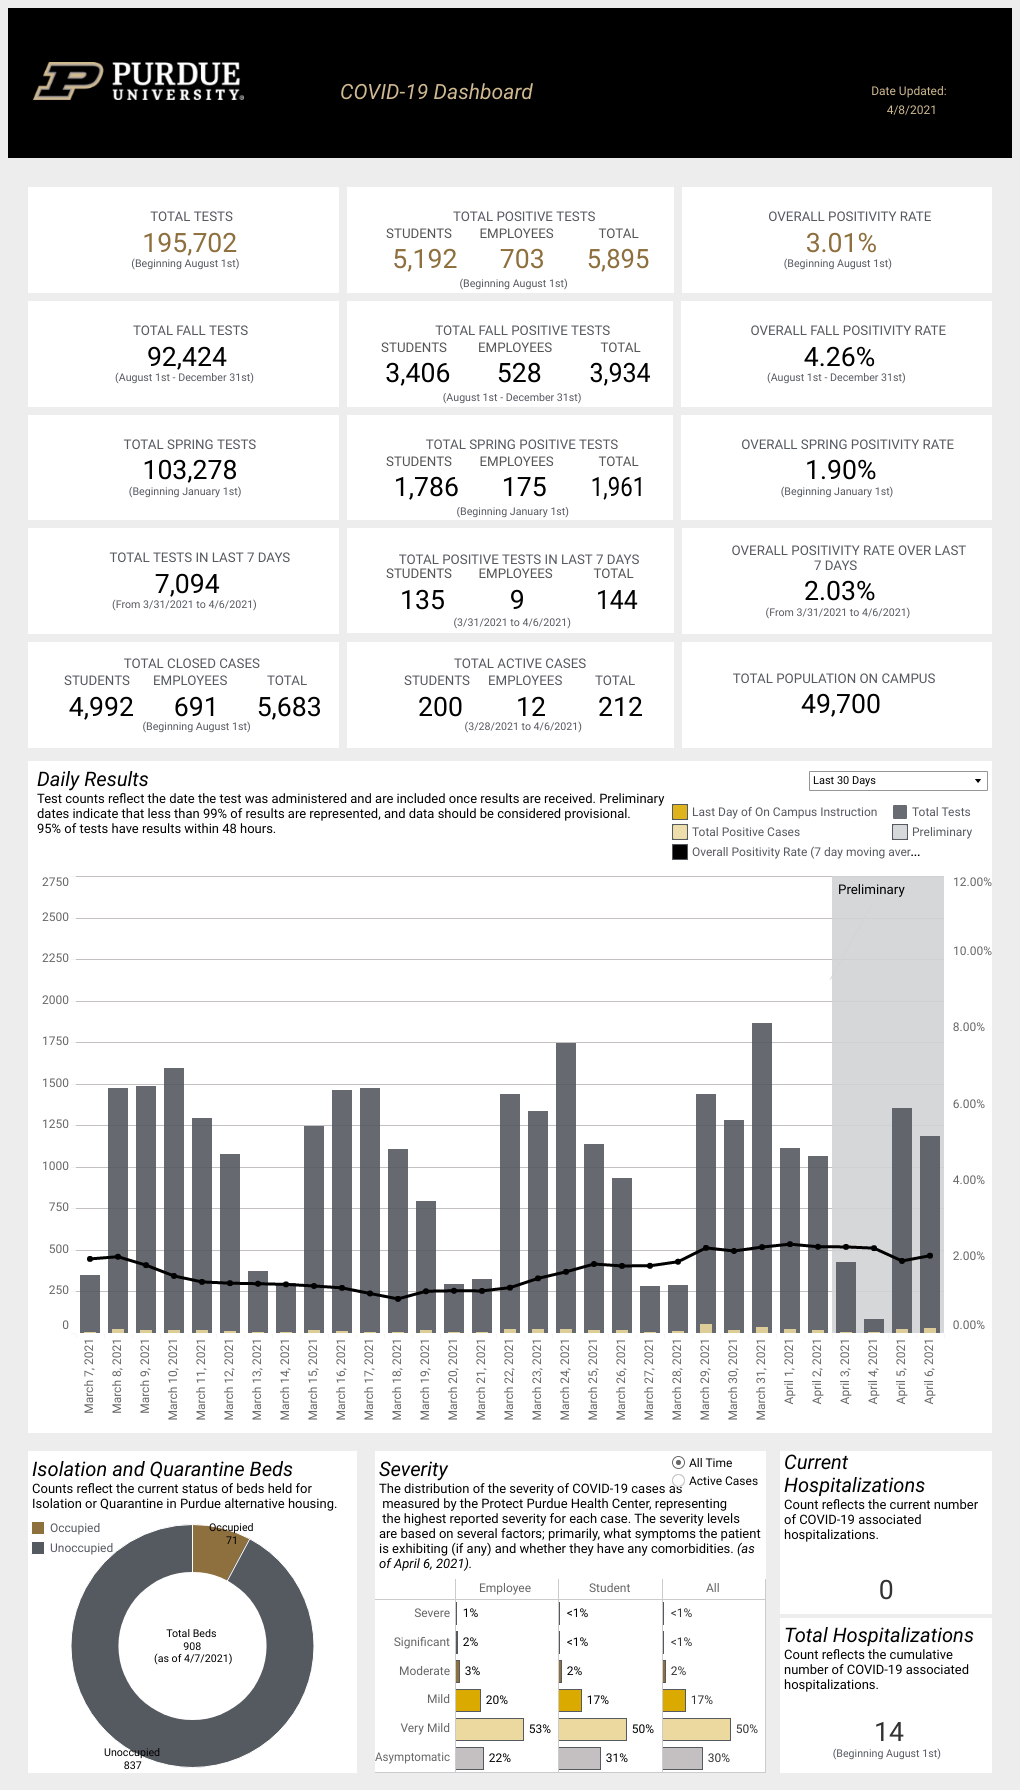 PURDUE
UNIVERSITY®
COVID-19 Dashboard
Date Updated:
4/8/2021
TOTAL TESTS
195,702
(Beginning August 1st)
TOTAL POSITIVE TESTS
STUDENTS EMPLOYEES TOTAL
5,192 703 5,895
(Beginning August 1st)
OVERALL POSITIVITY RATE
3.01%
(Beginning August 1st)
TOTAL FALL TESTS
92,424
(August 1st - December 31st)
TOTAL FALL POSITIVE TESTS
STUDENTS EMPLOYEES TOTAL
3,406 528 3,934
(August 1st - December 31st)
OVERALL FALL POSITIVITY RATE
4.26%
(August 1st - December 31st)
TOTAL SPRING TESTS
103,278
(Beginning January 1st)
TOTAL SPRING POSITIVE TESTS
STUDENTS EMPLOYEES TOTAL
1,786 175 1,961
(Beginning January 1st)
OVERALL SPRING POSITIVITY RATE
1.90%
(Beginning January 1st)
TOTAL TESTS IN LAST 7 DAYS
7,094
(From 3/31/2021 to 4/6/2021)
TOTAL POSITIVE TESTS IN LAST 7 DAYS
STUDENTS EMPLOYEES TOTAL
135 9 144
(3/31/2021 to 4/6/2021)
OVERALL POSITIVITY RATE OVER LAST
7 DAYS
2.03%
(From 3/31/2021 to 4/6/2021)
TOTAL CLOSED CASES
STUDENTS EMPLOYEES TOTAL
4,992 691 5,683
(Beginning August 1st)
TOTAL ACTIVE CASES
STUDENTS EMPLOYEES TOTAL
200 12 212
(3/28/2021 to 4/6/2021)
TOTAL POPULATION ON CAMPUS
49,700
Daily Results
Test counts reflect the date the test was administered and are included once results are received. Preliminary
dates indicate that less than 99% of results are represented, and data should be considered provisional.
95% of tests have results within 48 hours.
Last 30 Days
Last Day of On Campus Instruction
Total Tests
Total Positive Cases
Preliminary
Overall Positivity Rate (7 day moving aver...
2750
2500
2250
2000
1750
1500
1250
1000
750
500
250
0
Preliminary
12.00%
10.00%
8.00%
6.00%
4.00%
2.00%
0.00%
March 7, 2021
March 8, 2021
March 9, 2021
March 10, 2021
March 11, 2021
March 12, 2021
March 13, 2021
March 14, 2021
March 15, 2021
March 16, 2021
March 17, 2021
March 18, 2021
March 19, 2021
March 20, 2021
March 21, 2021
March 22, 2021
March 23, 2021
March 24, 2021
March 25, 2021
March 26, 2021
March 27, 2021
March 28, 2021
March 29, 2021
March 30, 2021
March 31, 2021
April 1, 2021
April 2, 2021
April 3, 2021
April 4, 2021
April 5, 2021
April 6, 2021
Isolation and Quarantine Beds
Counts reflect the current status of beds held for
Isolation or Quarantine in Purdue alternative housing.
Occupied
Unoccupied
Occupied
71
Total Beds
908
(as of 4/7/2021)
Unoccupied
837
Severity
All Time
Active Cases
The distribution of the severity of COVID-19 cases as
measured by the Protect Purdue Health Center, representing
the highest reported severity for each case. The severity levels
are based on several factors; primarily, what symptoms the patient
is exhibiting (if any) and whether they have any comorbidities. (as
of April 6, 2021).
Employee Student All
Severe 1% <1% <1%
Significant 2% <1% <1%
Moderate 3% 2% 2%
Mild 20% 17% 17%
Very Mild 53% 50% 50%
Asymptomatic 22% 31% 30%
Current
Hospitalizations
Count reflects the current number
of COVID-19 associated
hospitalizations.
0
Total Hospitalizations
Count reflects the cumulative
number of COVID-19 associated
hospitalizations.
14
(Beginning August 1st)